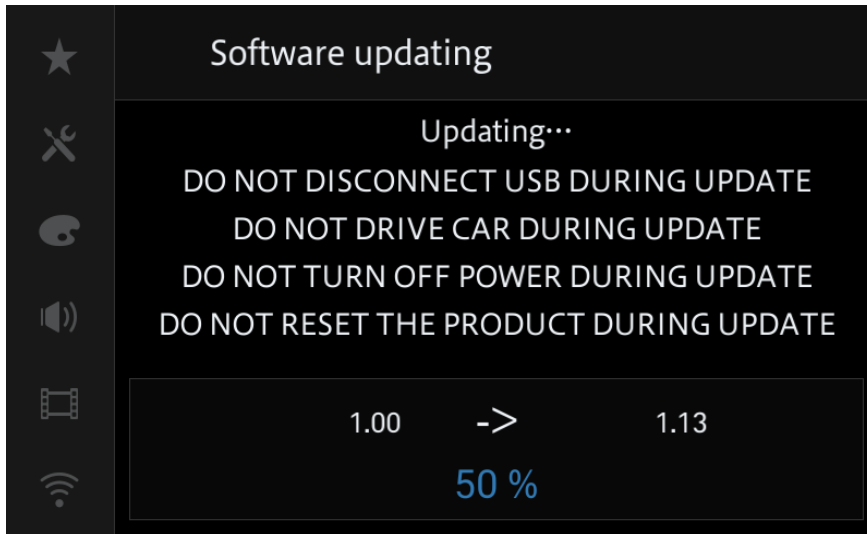 Software updating
Updating···
DO NOT DISCONNECT USB DURING UPDATE
DO NOT DRIVE CAR DURING UPDATE
DO NOT TURN OFF POWER DURING UPDATE
DO NOT RESET THE PRODUCT DURING UPDATE
1.00 -> 1.13
50 %